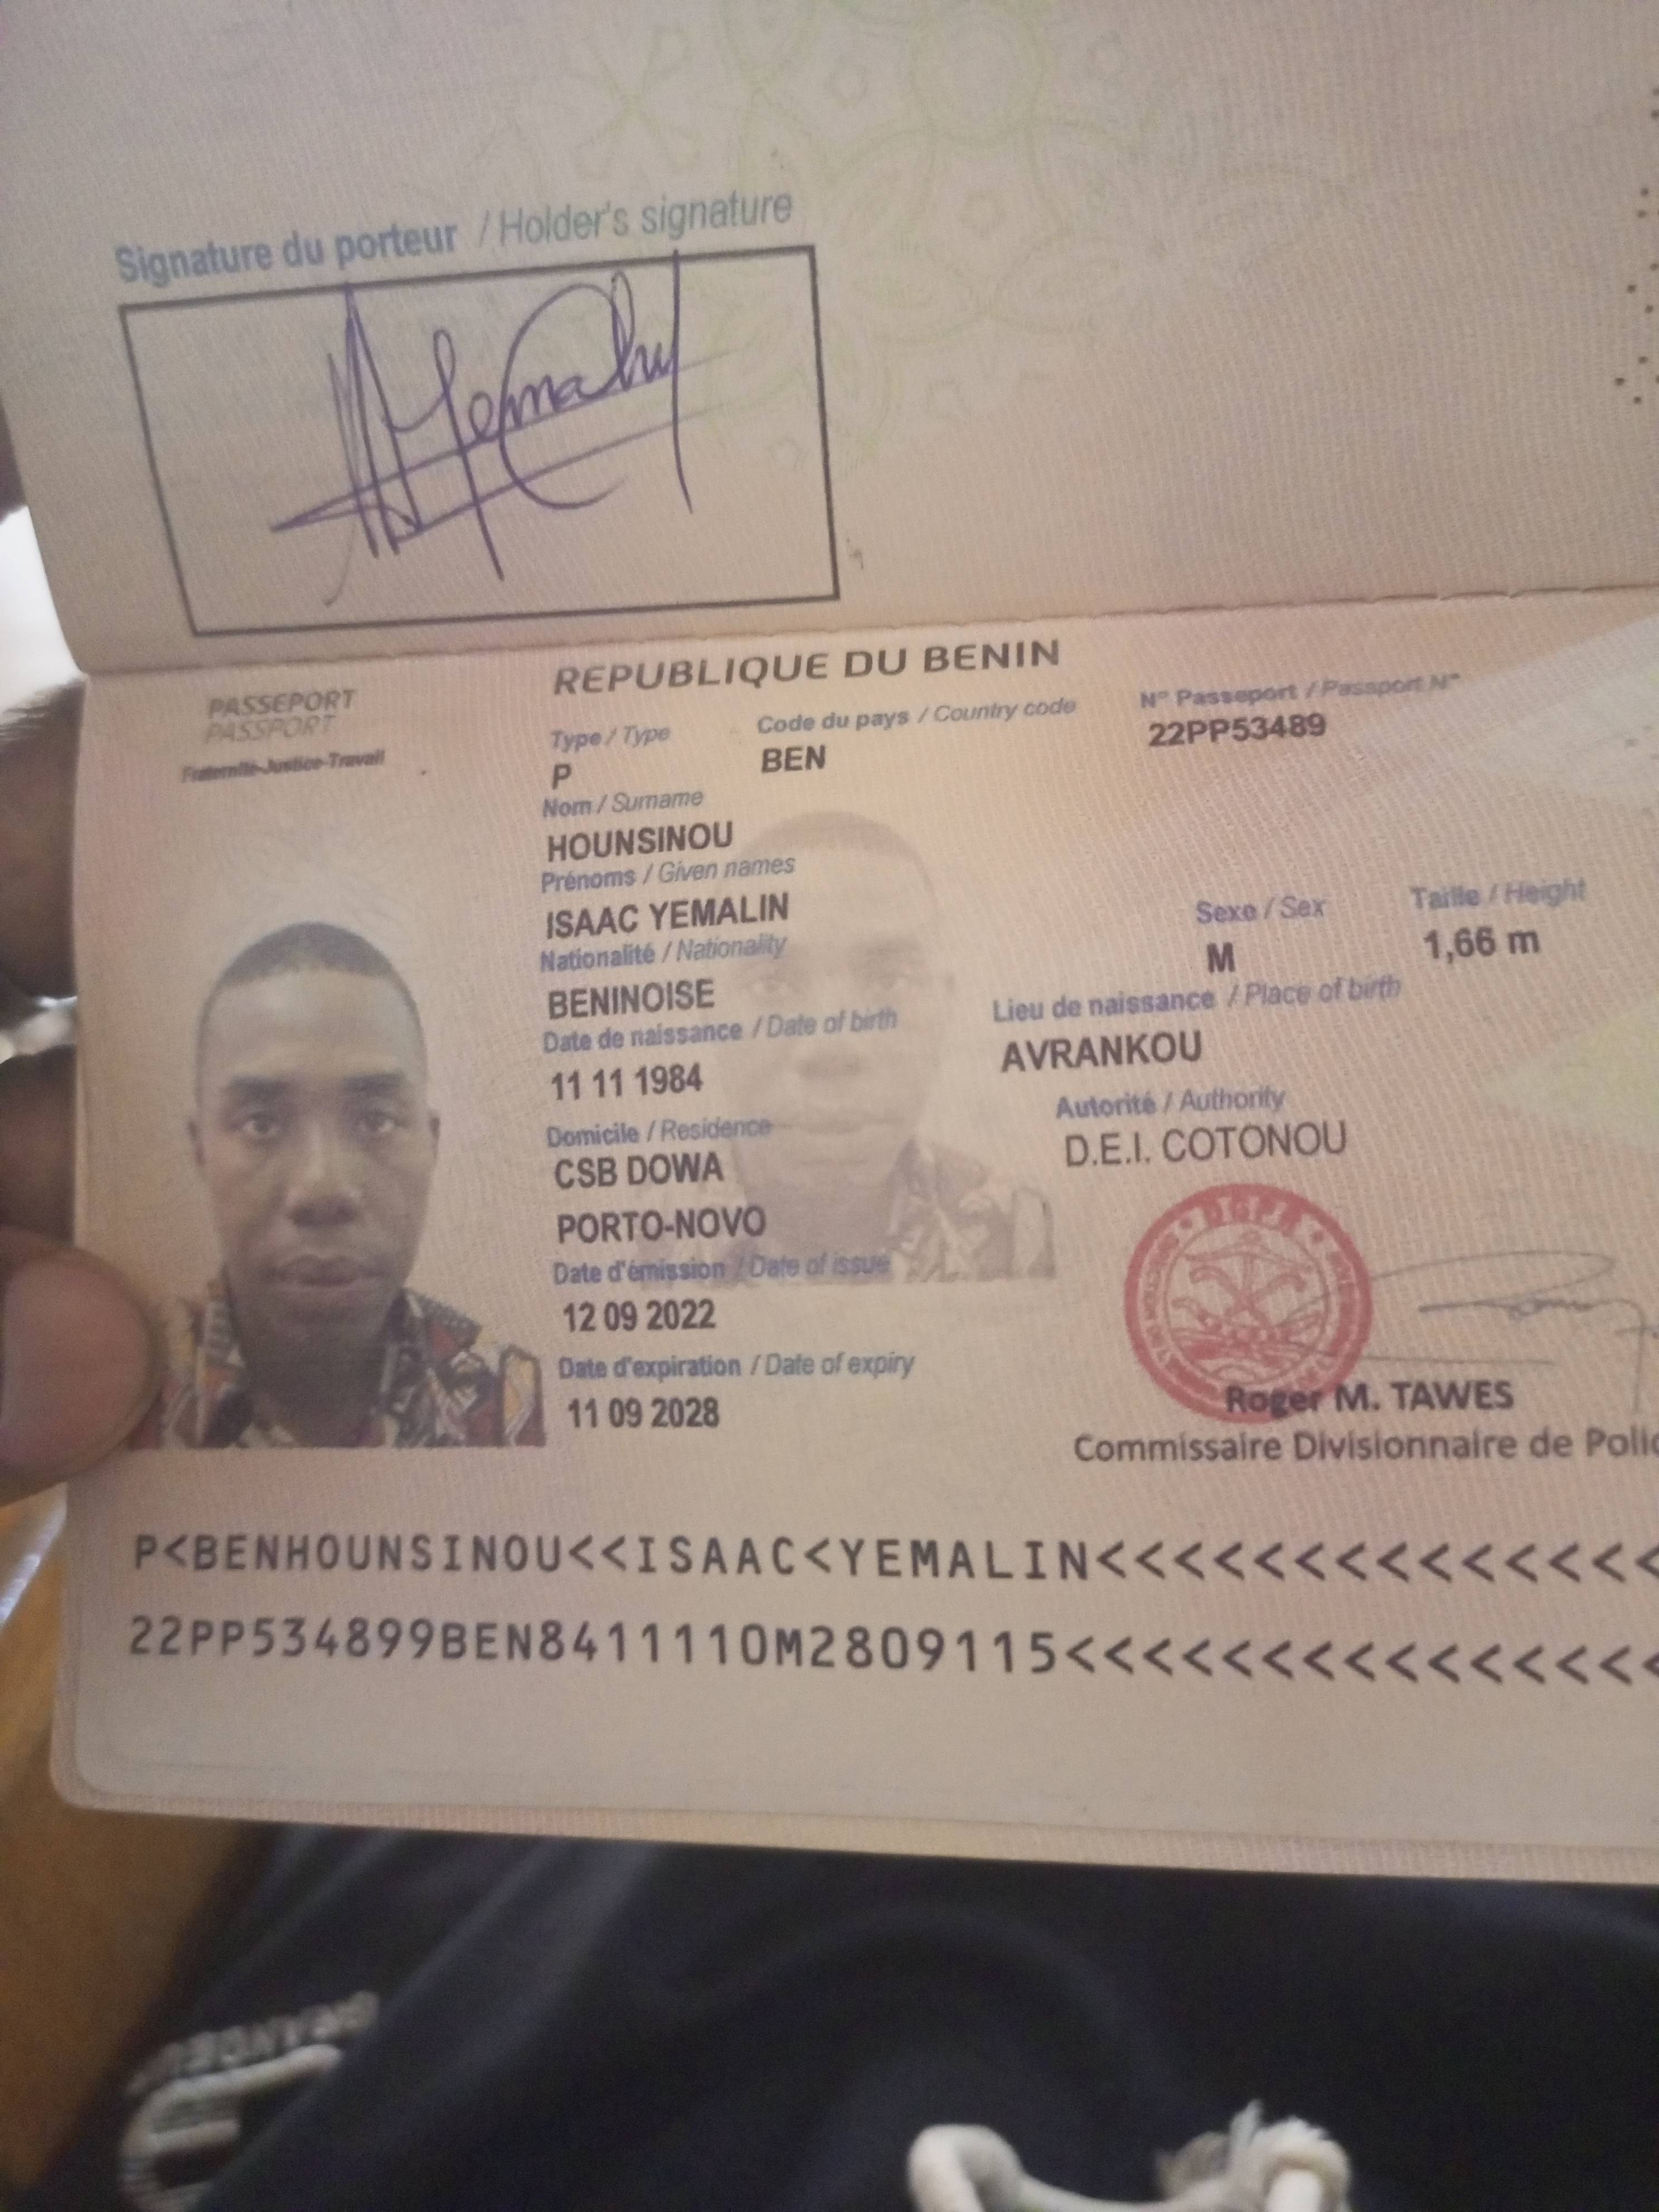 Signature du porteur / Holder's signature
REPUBLIQUE DU BENIN
PASSEPORT
PASSPORT
Fraternité-Justice-Travail
Type / Type
P
Code du pays / Country code
BEN
N° Passeport / Passport N°
22PP53489
Nom / Surname
HOUNSINOU
Prénoms / Given names
ISAAC YEMALIN
Nationalité / Nationality
BENINOISE
Sexe / Sex
M
Taille / Height
1,66 m
Date de naissance / Date of birth
11 11 1984
Lieu de naissance / Place of birth
AVRANKOU
Domicile / Residence
CSB DOWA
PORTO-NOVO
Autorité / Authority
D.E.I. COTONOU
Date d'émission / Date of issue
12 09 2022
Date d'expiration / Date of expiry
11 09 2028
Roger M. TAWES
Commissaire Divisionnaire de Polic
P<BENHOUNSINOU<<ISAAC<YEMALIN<<<<<<<<<<<<<<<
22PP534899BEN8411110M2809115<<<<<<<<<<<<<<<